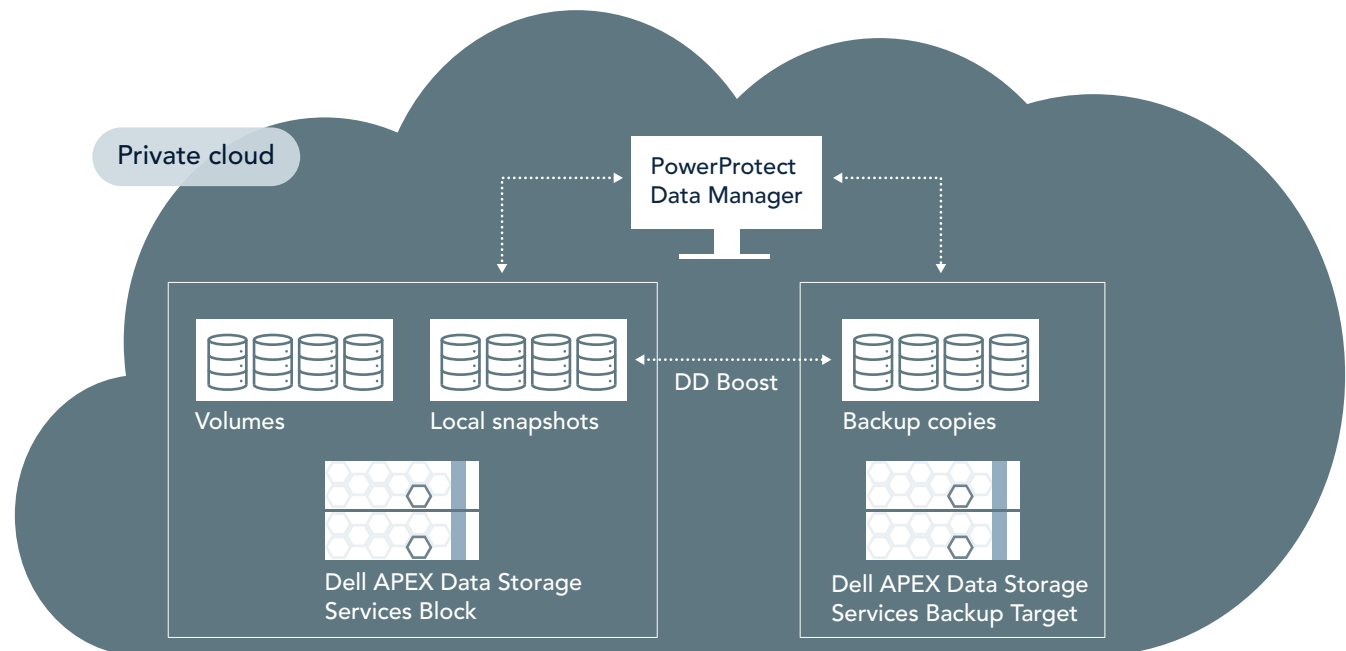 Private cloud
PowerProtect
Data Manager
DD Boost
Volumes
Local snapshots
Backup copies
Dell APEX Data Storage
Services Block
Dell APEX Data Storage
Services Backup Target